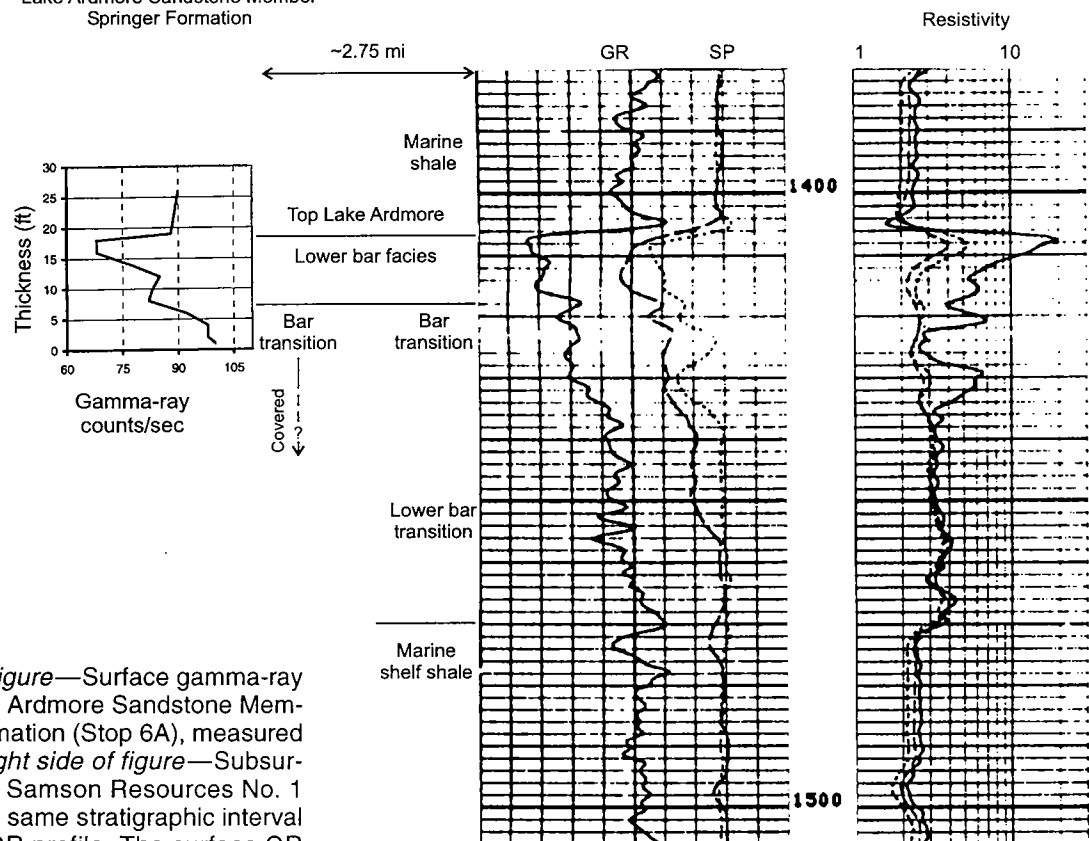 Lake Ardmore Sandstone Member
Springer Formation
Resistivity
~2.75 mi
GR
SP
1
10
30
25
20
15
10
5
0
Thickness (ft)
60
75
90
105
Gamma-ray
counts/sec
Marine
shale
1400
Top Lake Ardmore
Lower bar facies
Bar
transition
Bar
transition
Covered
?
Lower bar
transition
Marine
shelf shale
1500
igure—Surface gamma-ray
Ardmore Sandstone Mem-
mation (Stop 6A), measured
ght side of figure—Subsur-
Samson Resources No. 1
same stratigraphic interval
GR profile. The surface GR